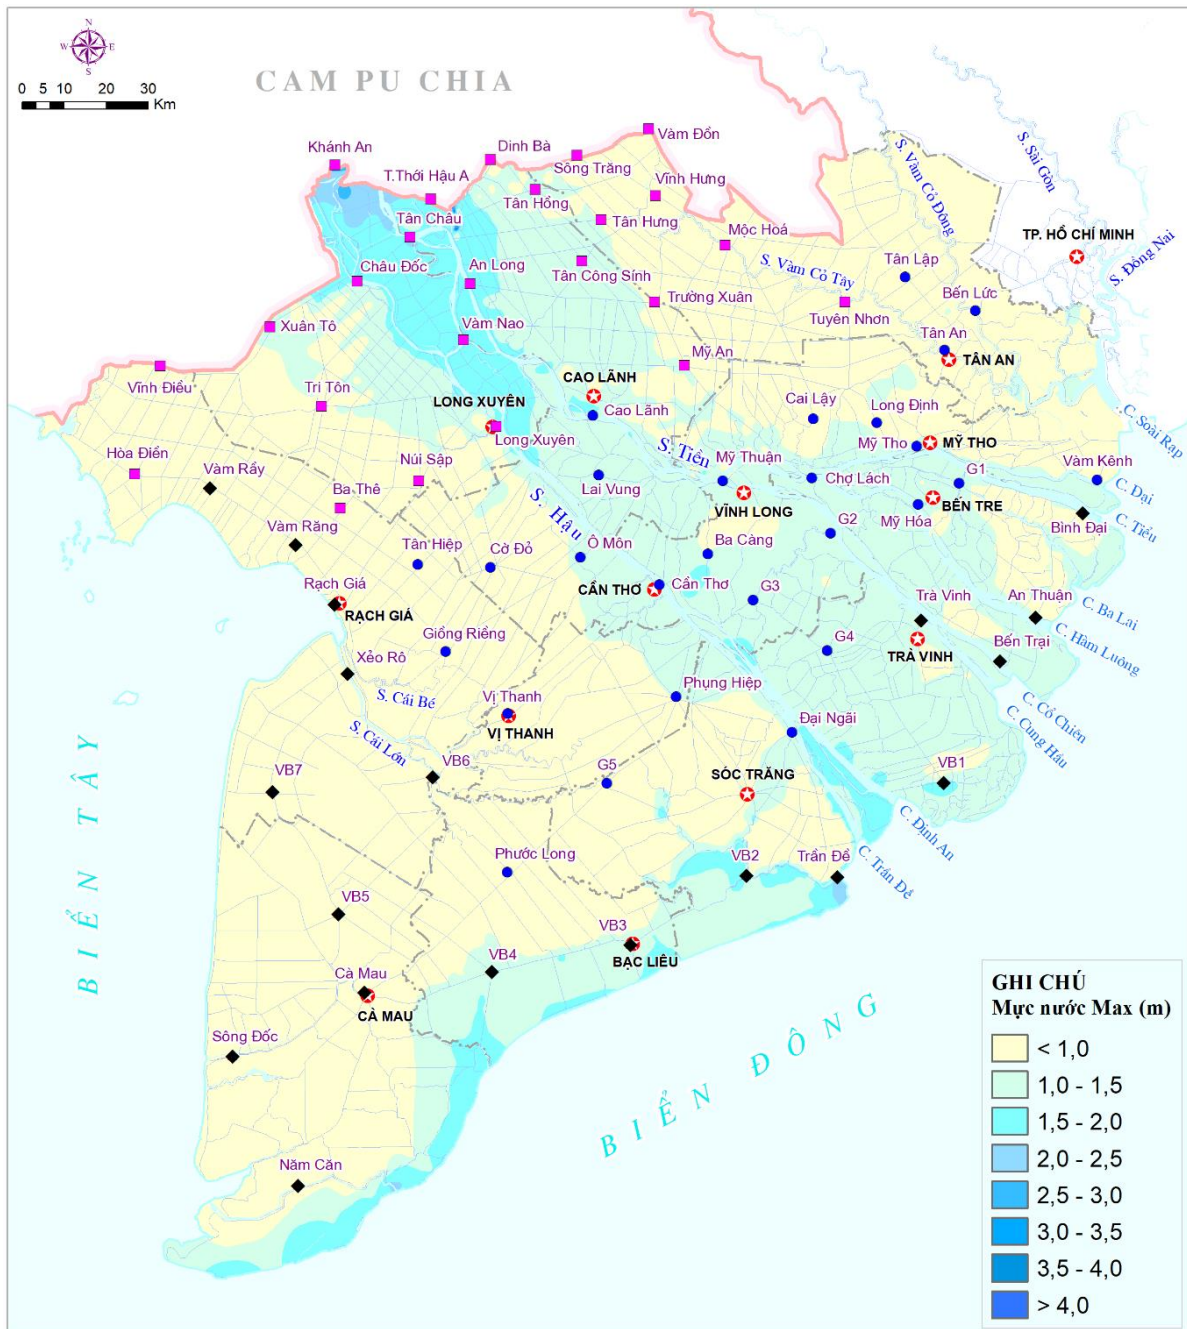 N
W E
S
0 5 10 20 30
Km
CAM PU CHIA
Khánh An
T.Thới Hậu A
Dinh Bà
Sông Trăng
Vàm Đồn
Tân Châu
Tân Hồng
Vĩnh Hưng
Tân Hưng
Mộc Hoá
S. Vàm Cỏ Đông
S. Sài Gòn
TP. HỒ CHÍ MINH
S. Đồng Nai
Châu Đốc
An Long
Tân Công Sính
S. Vàm Cỏ Tây
Tân Lập
Xuân Tô
Vàm Nao
Trường Xuân
Tuyên Nhơn
Bến Lức
Tân An
TÂN AN
Vĩnh Điều
Tri Tôn
LONG XUYÊN
CAO LÃNH
Cao Lãnh
Mỹ An
Cai Lậy
Long Định
C. Soài Rạp
Long Xuyên
S. Tiền
Mỹ Thuận
Mỹ Tho
MỸ THO
Hòa Điền
Vàm Rầy
Núi Sập
Ba Thê
Lai Vung
VĨNH LONG
Chợ Lách
G1
Vàm Kênh
C. Đại
BẾN TRE
Mỹ Hóa
Bình Đại
C. Tiểu
Vàm Răng
S. Hậu
G2
Tân Hiệp
Cờ Đỏ
Ô Môn
Ba Càng
Rạch Giá
RẠCH GIÁ
CẦN THƠ
Cần Thơ
G3
Trà Vinh
An Thuận
C. Ba Lai
Giồng Riềng
G4
TRÀ VINH
Bến Trại
C. Hàm Luông
Xẻo Rô
S. Cái Bé
Vị Thanh
VỊ THANH
Phụng Hiệp
C. Cổ Chiên
C. Cung Hầu
S. Cái Lớn
Đại Ngãi
BIỂN TÂY
VB7
VB6
G5
SÓC TRĂNG
VB1
C. Định An
Phước Long
VB2
Trần Đề
C. Trần Đề
VB5
VB3
BẠC LIÊU
VB4
Cà Mau
CÀ MAU
Sông Đốc
BIỂN ĐÔNG
Năm Căn
GHI CHÚ
Mực nước Max (m)
< 1,0
1,0 - 1,5
1,5 - 2,0
2,0 - 2,5
2,5 - 3,0
3,0 - 3,5
3,5 - 4,0
> 4,0